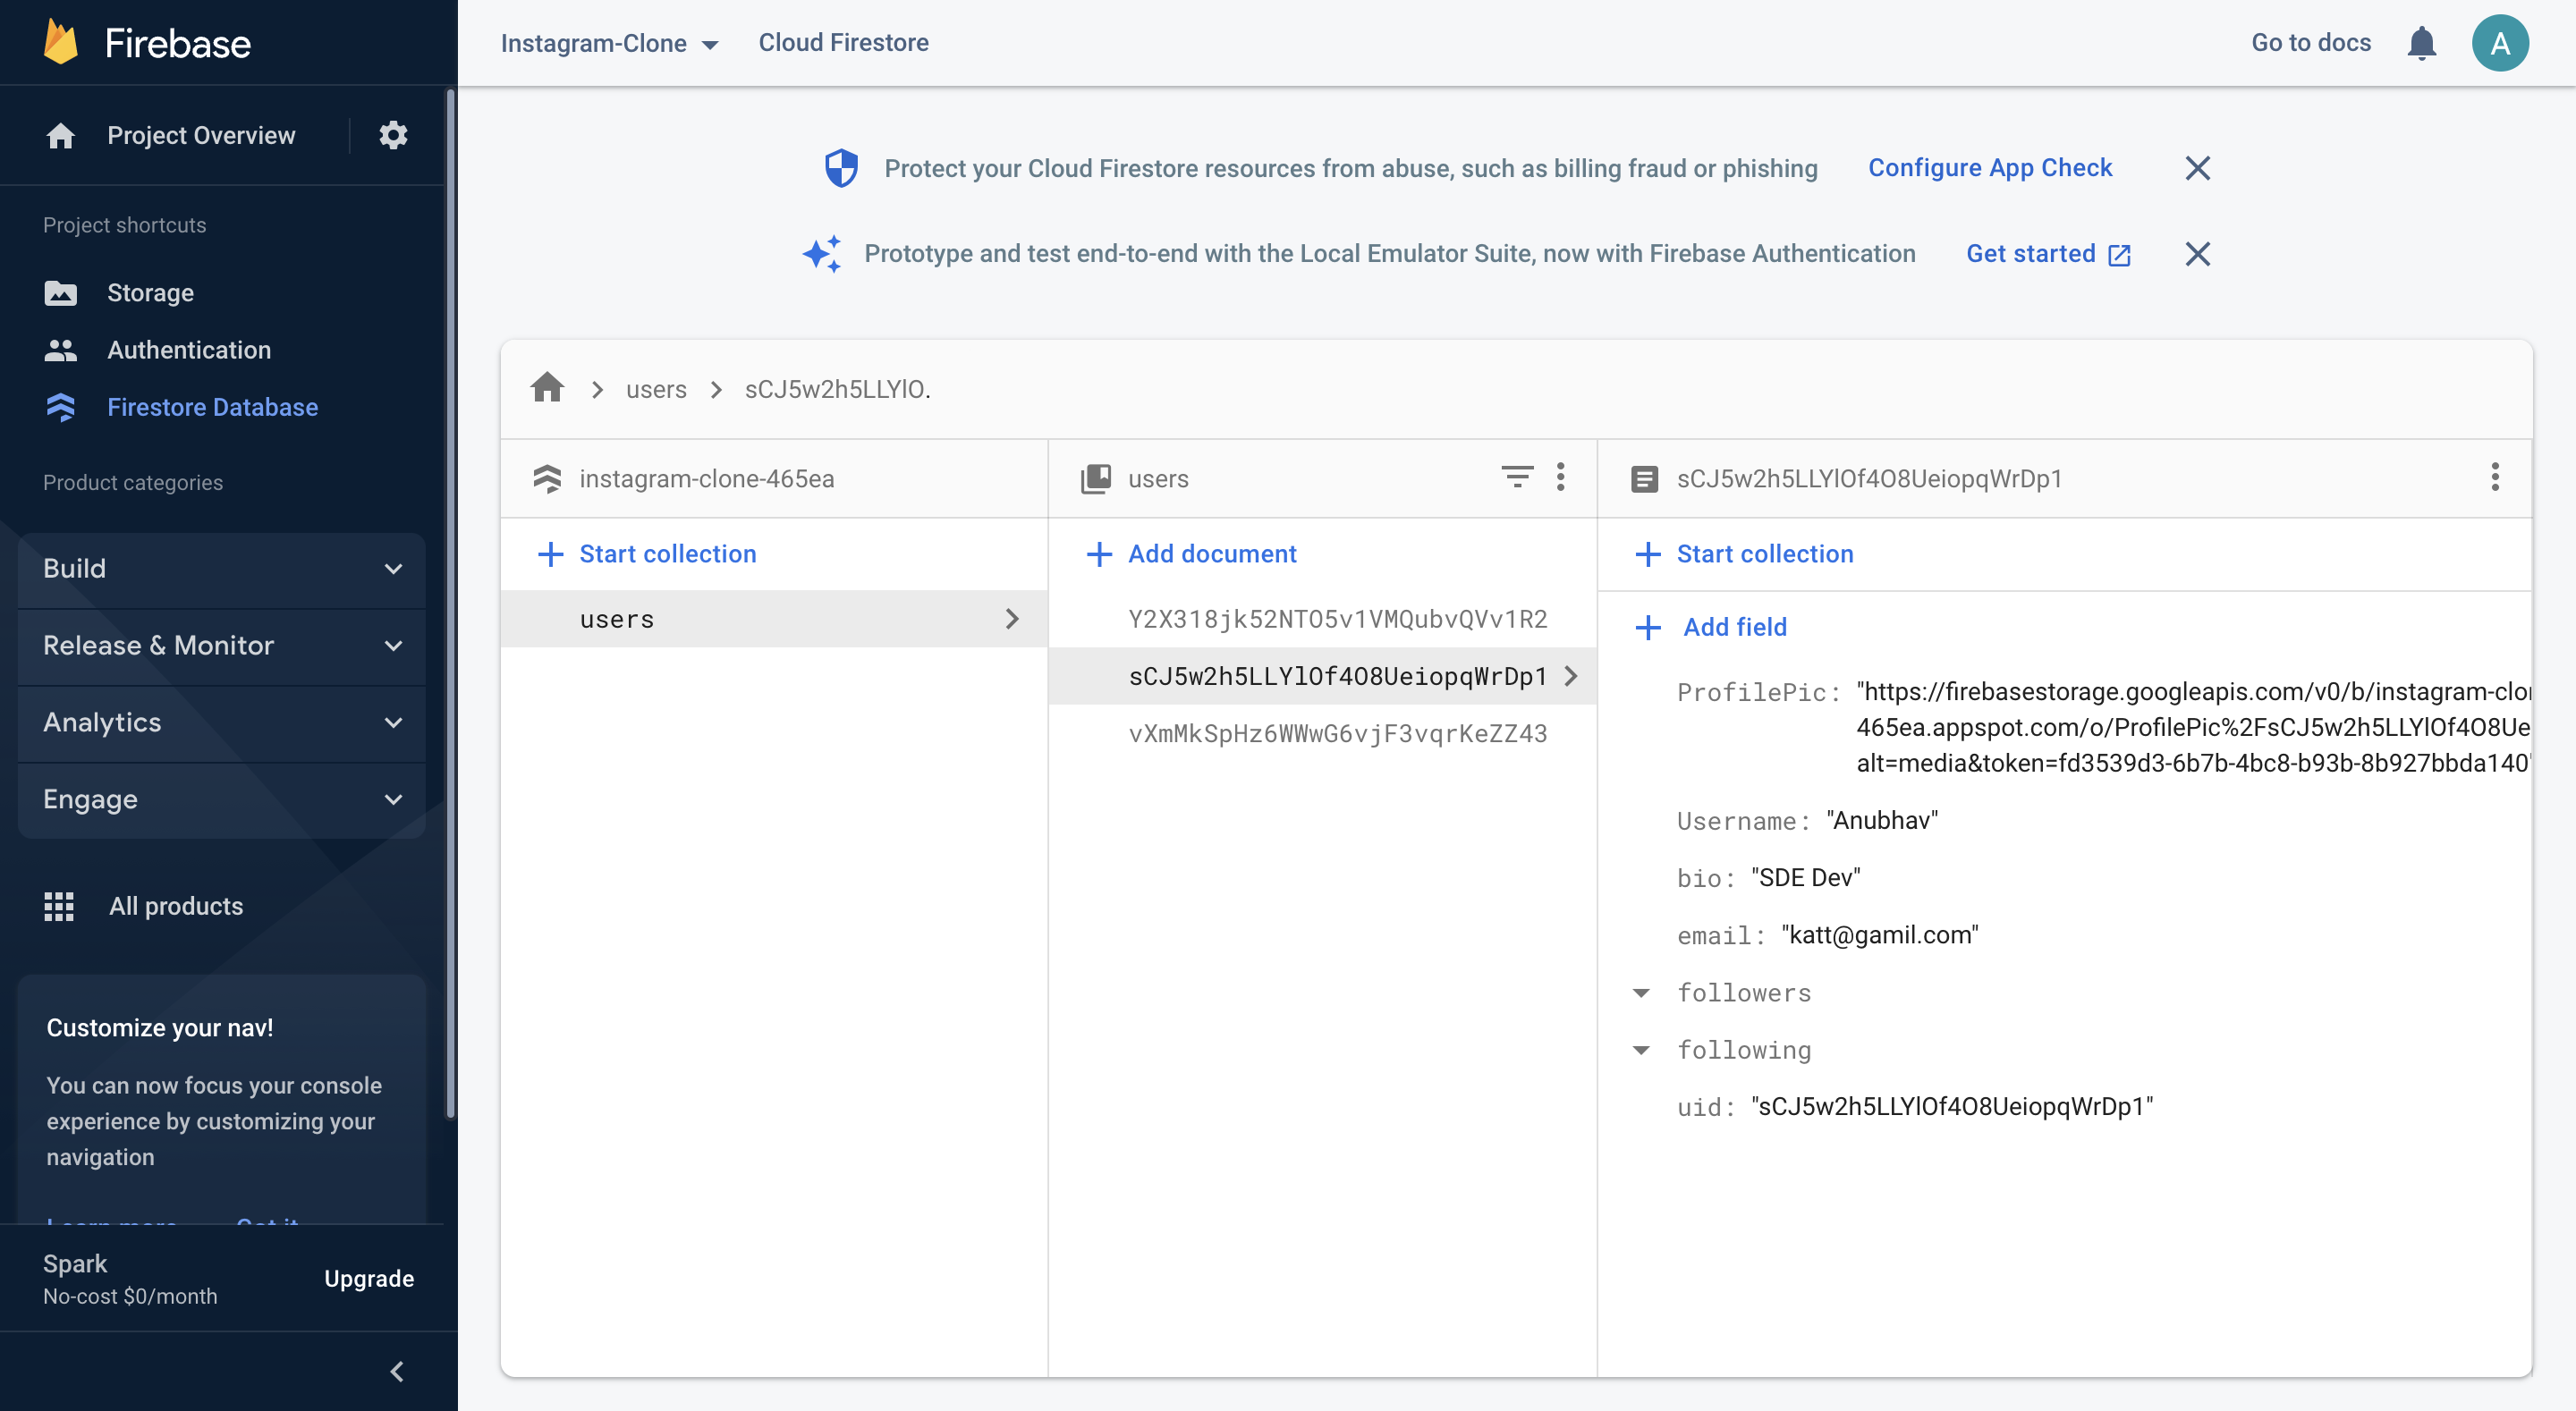 Firebase
Project Overview
Project shortcuts
Storage
Authentication
Firestore Database
Product categories
Build
Release & Monitor
Analytics
Engage
All products
Customize your nav!
You can now focus your console
experience by customizing your
navigation
Learn more Got it
Spark
No-cost $0/month
Upgrade
Instagram-Clone
Cloud Firestore
Go to docs
A
Protect your Cloud Firestore resources from abuse, such as billing fraud or phishing
Configure App Check
Prototype and test end-to-end with the Local Emulator Suite, now with Firebase Authentication
Get started
users
sCJ5w2h5LLYlO.
instagram-clone-465ea
Start collection
users
users
Add document
Y2X318jk52NTO5v1VMQubvQVv1R2
sCJ5w2h5LLYlOf4O8UeiopqWrDp1
vXmMkSpHz6WWwG6vjF3vqrKeZZ43
sCJ5w2h5LLYlOf4O8UeiopqWrDp1
Start collection
Add field
ProfilePic: "https://firebasestorage.googleapis.com/v0/b/instagram-clo
465ea.appspot.com/o/ProfilePic%2FsCJ5w2h5LLYlOf4O8Ue
alt=media&token=fd3539d3-6b7b-4bc8-b93b-8b927bbda140"
Username: "Anubhav"
bio: "SDE Dev"
email: "katt@gamil.com"
followers
following
uid: "sCJ5w2h5LLYlOf4O8UeiopqWrDp1"